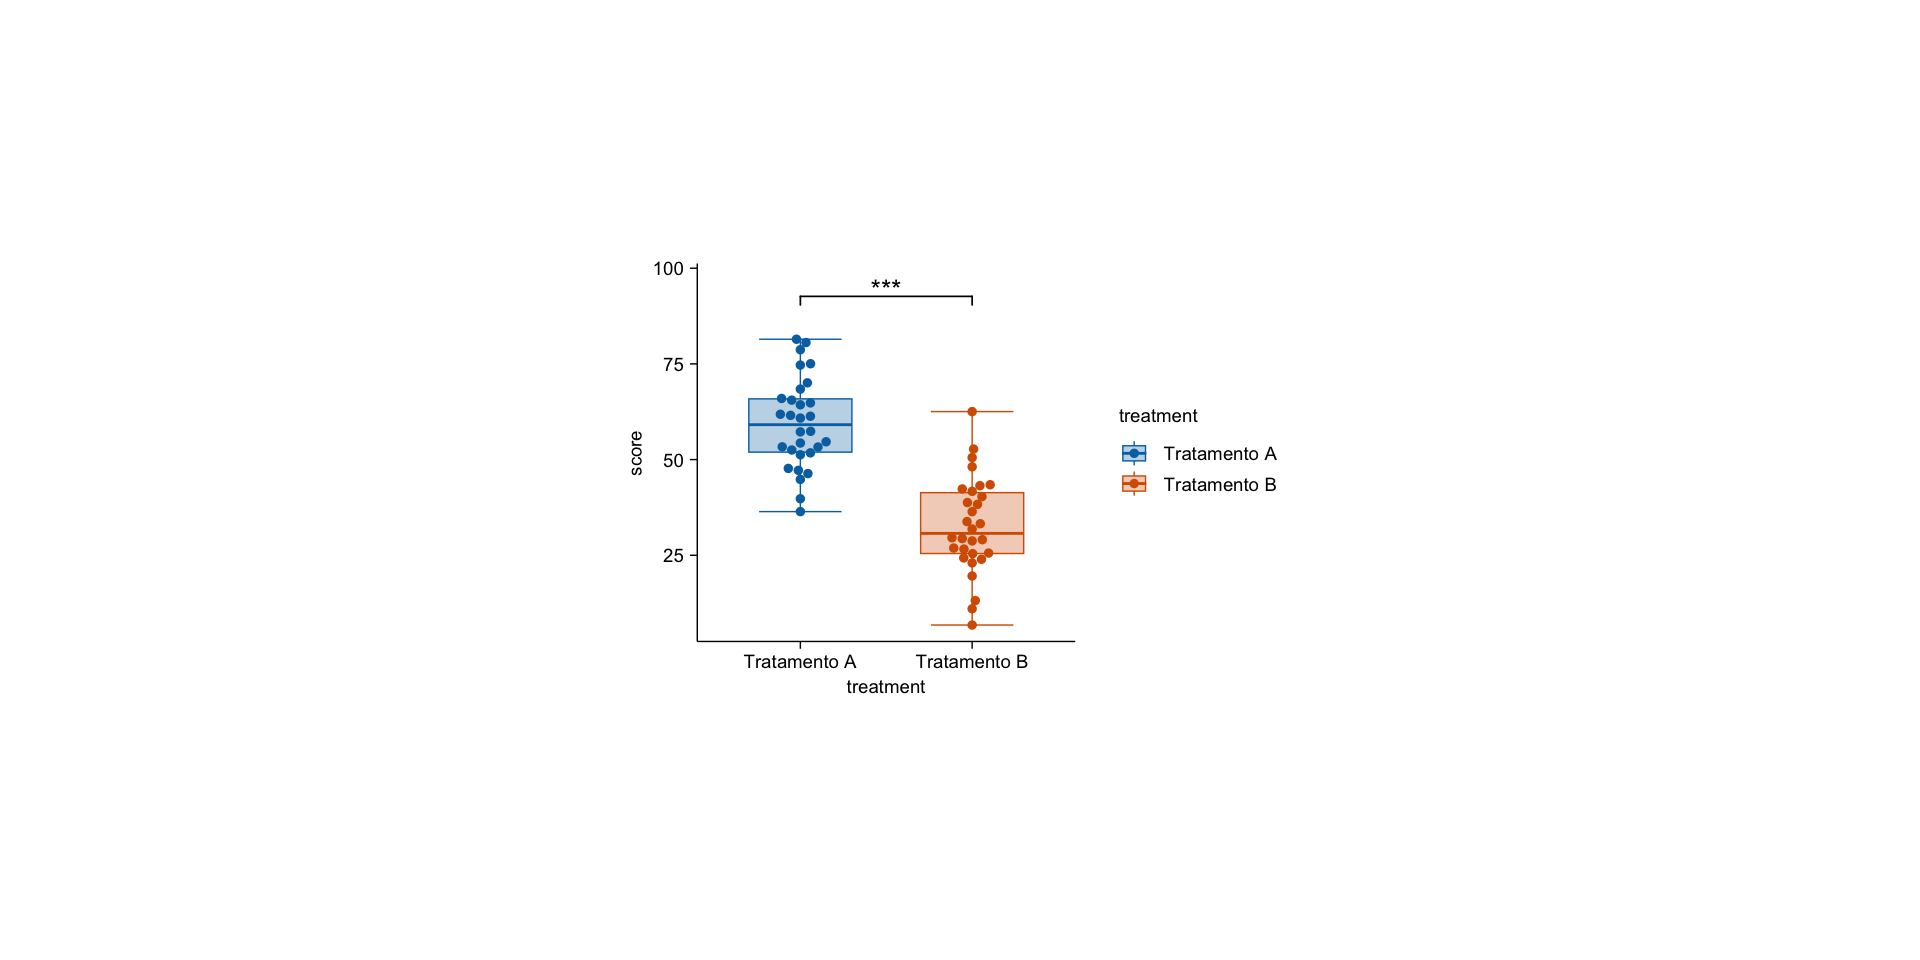 100
***
75
50
25
score
Tratamento A
Tratamento B
treatment
treatment
Tratamento A
Tratamento B